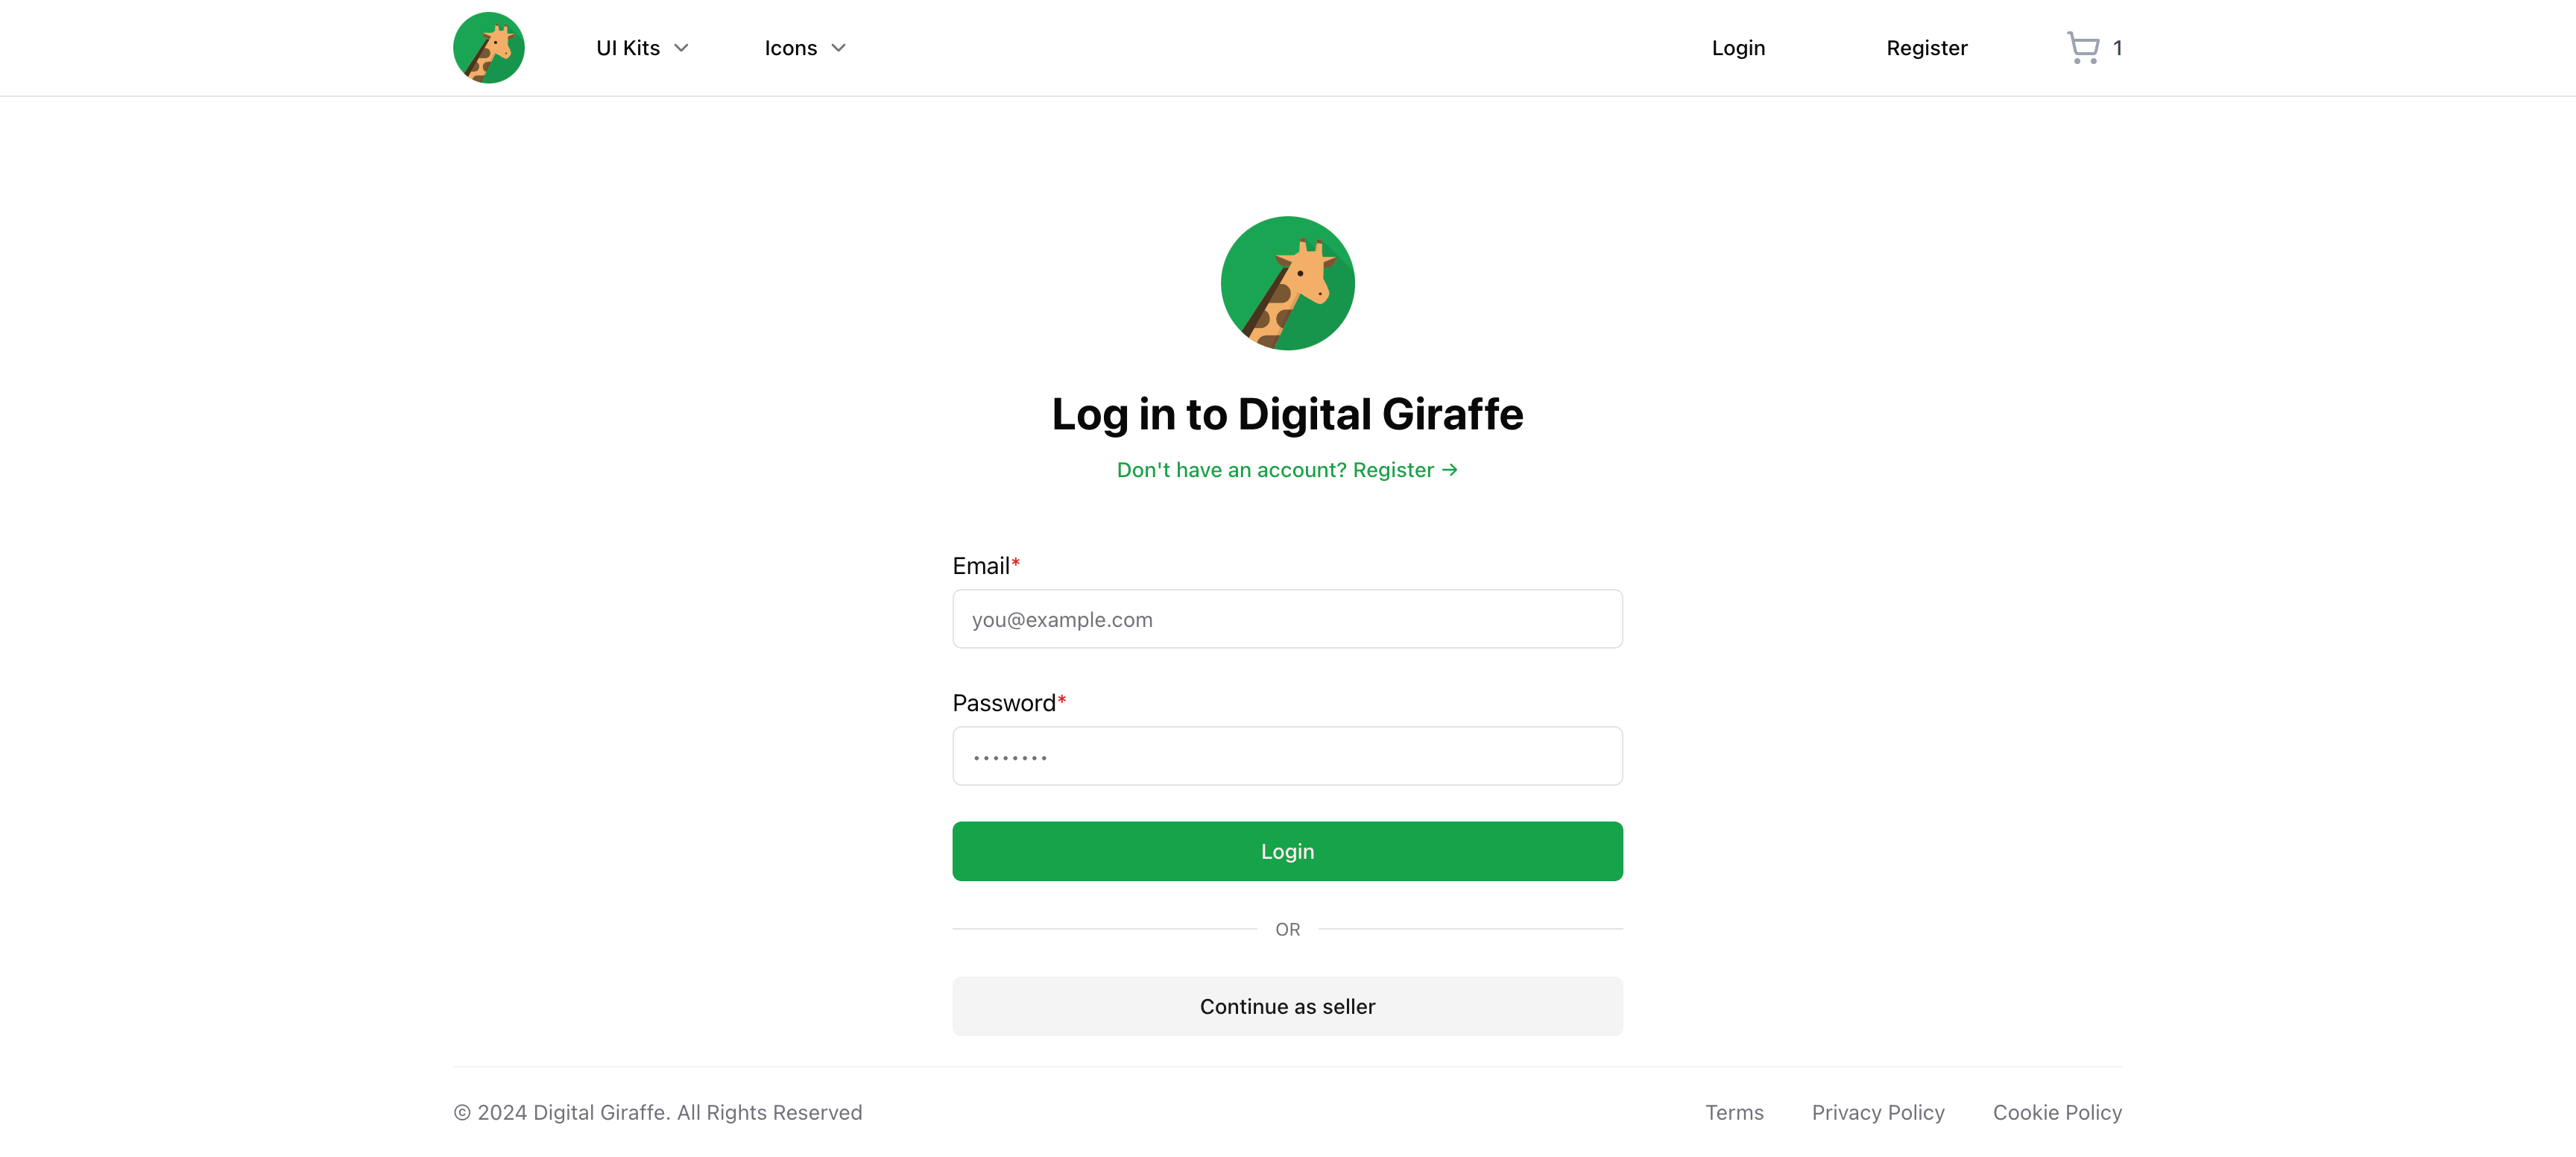 UI Kits
Icons
Login
Register
1
Log in to Digital Giraffe
Don't have an account? Register →
Email*
you@example.com
Password*
••••••••
Login
OR
Continue as seller
© 2024 Digital Giraffe. All Rights Reserved
Terms
Privacy Policy
Cookie Policy